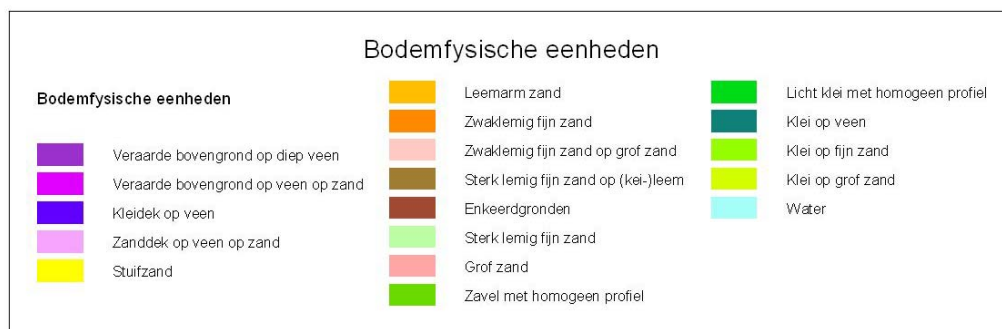 Bodemfysische eenheden
Bodemfysische eenheden
Veraarde bovengrond op diep veen
Veraarde bovengrond op veen op zand
Kleidek op veen
Zanddek op veen op zand
Stuifzand
Leemarm zand
Zwaklemig fijn zand
Zwaklemig fijn zand op grof zand
Sterk lemig fijn zand op (kei-)leem
Enkeerdgronden
Sterk lemig fijn zand
Grof zand
Zavel met homogeen profiel
Licht klei met homogeen profiel
Klei op veen
Klei op fijn zand
Klei op grof zand
Water